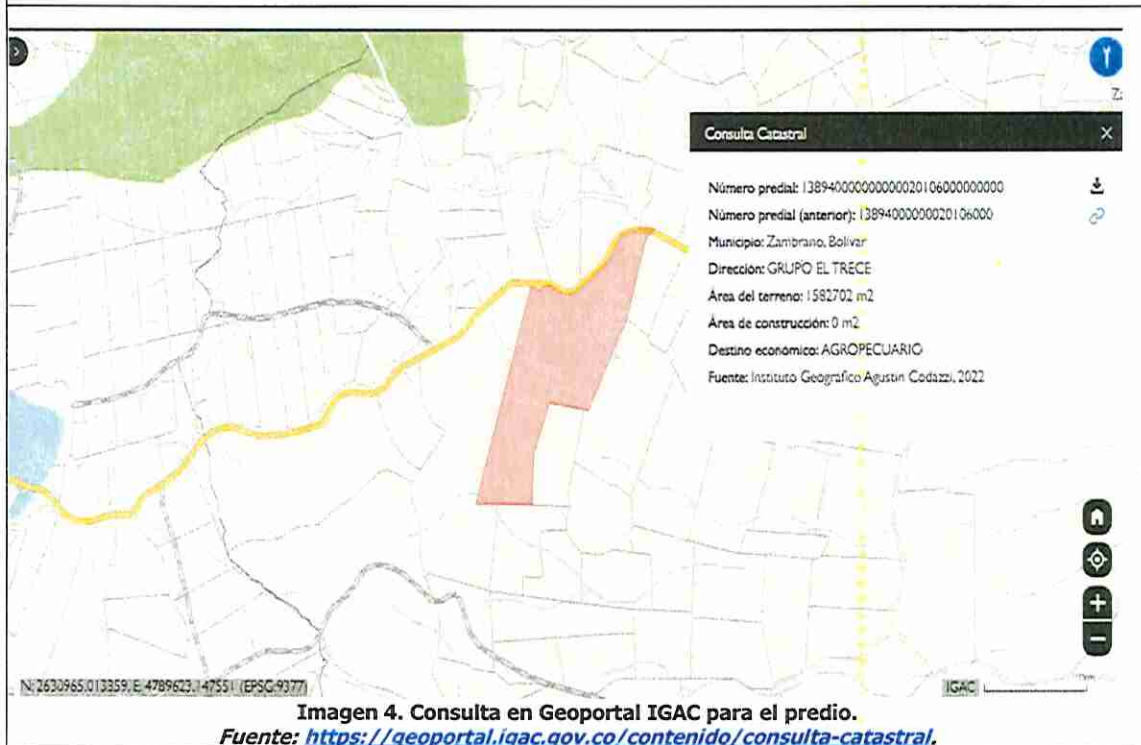 Consulta Catastral
Número predial: 138940000000000020106000000000
Número predial (anterior): 13894000000020106000
Municipio: Zambrano, Bolívar
Dirección: GRUPO EL TRECE
Área del terreno: 1582702 m2
Área de construcción: 0 m2
Destino económico: AGROPECUARIO
Fuente: Instituto Geográfico Agustín Codazzi, 2022
N: 2630965.013359, E: 4789623.147551 (EPSG:9377)
IGAC
Imagen 4. Consulta en Geoportal IGAC para el predio.
Fuente: https://geoportal.igac.gov.co/contenido/consulta-catastral.